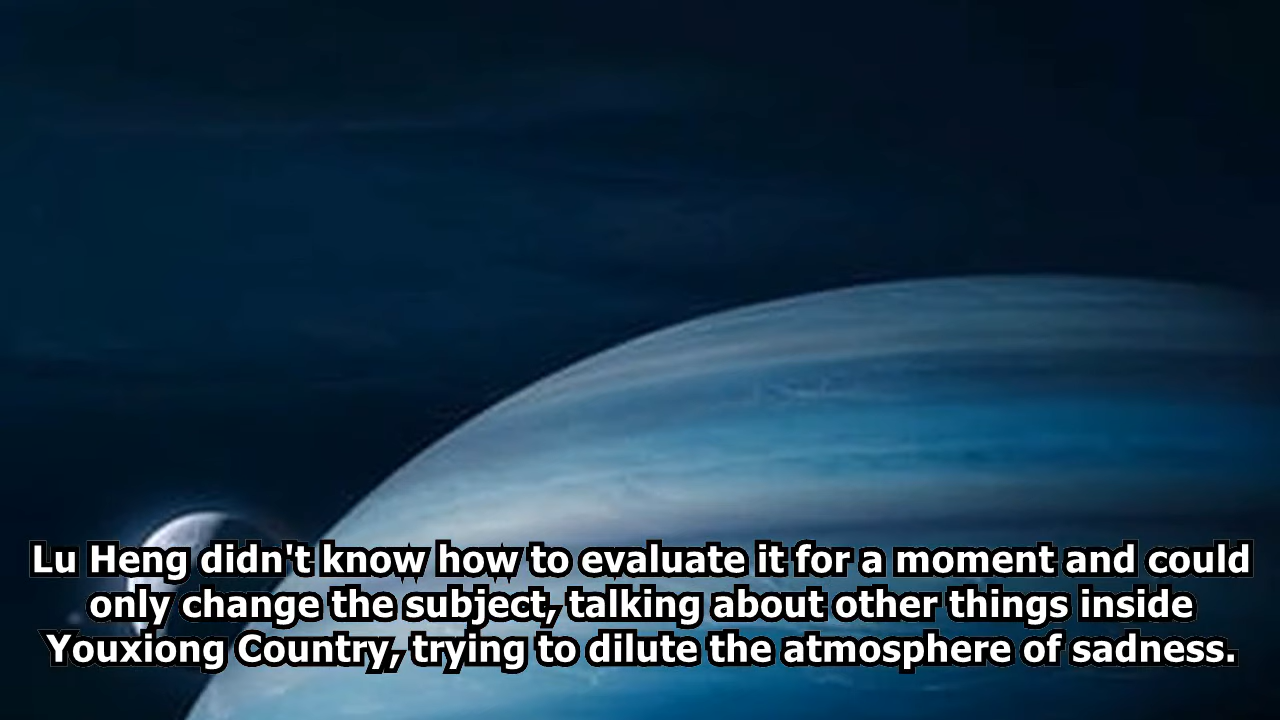 Lu Heng didn't know how to evaluate it for a moment and could
only change the subject, talking about other things inside
Youxiong Country, trying to dilute the atmosphere of sadness.